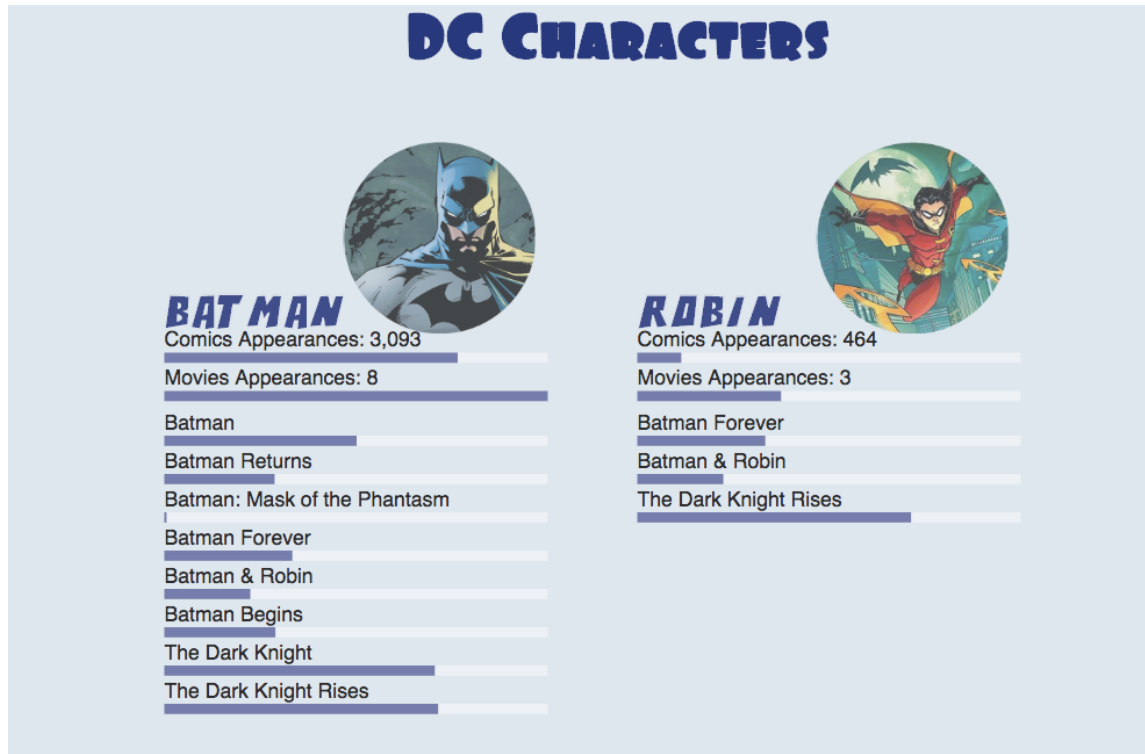 DC Characters
BATMAN
Comics Appearances: 3,093
Movies Appearances: 8
Batman
Batman Returns
Batman: Mask of the Phantasm
Batman Forever
Batman & Robin
Batman Begins
The Dark Knight
The Dark Knight Rises
ROBIN
Comics Appearances: 464
Movies Appearances: 3
Batman Forever
Batman & Robin
The Dark Knight Rises